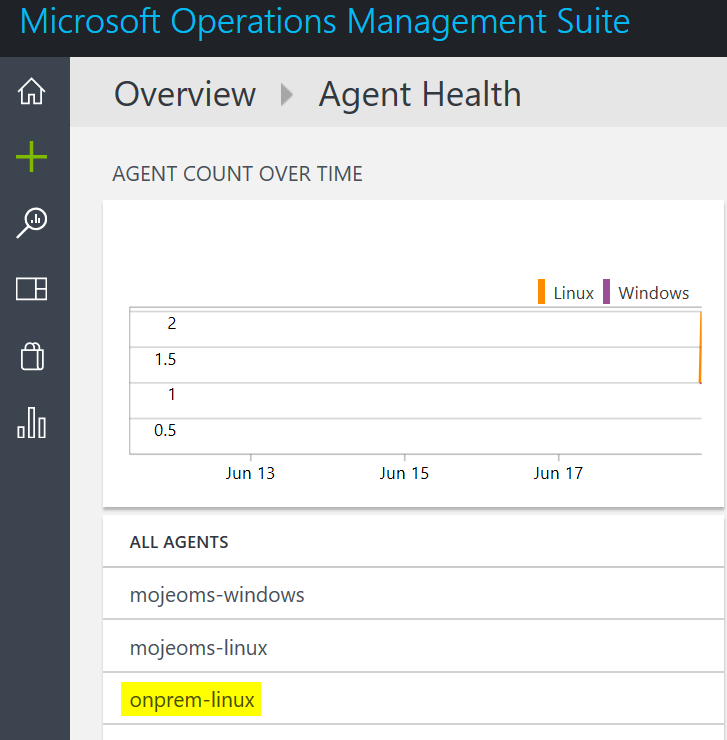 Microsoft Operations Management Suite
Overview Agent Health
AGENT COUNT OVER TIME
Linux Windows
2
1.5
1
0.5
Jun 13 Jun 15 Jun 17
ALL AGENTS
mojeoms-windows
mojeoms-linux
onprem-linux